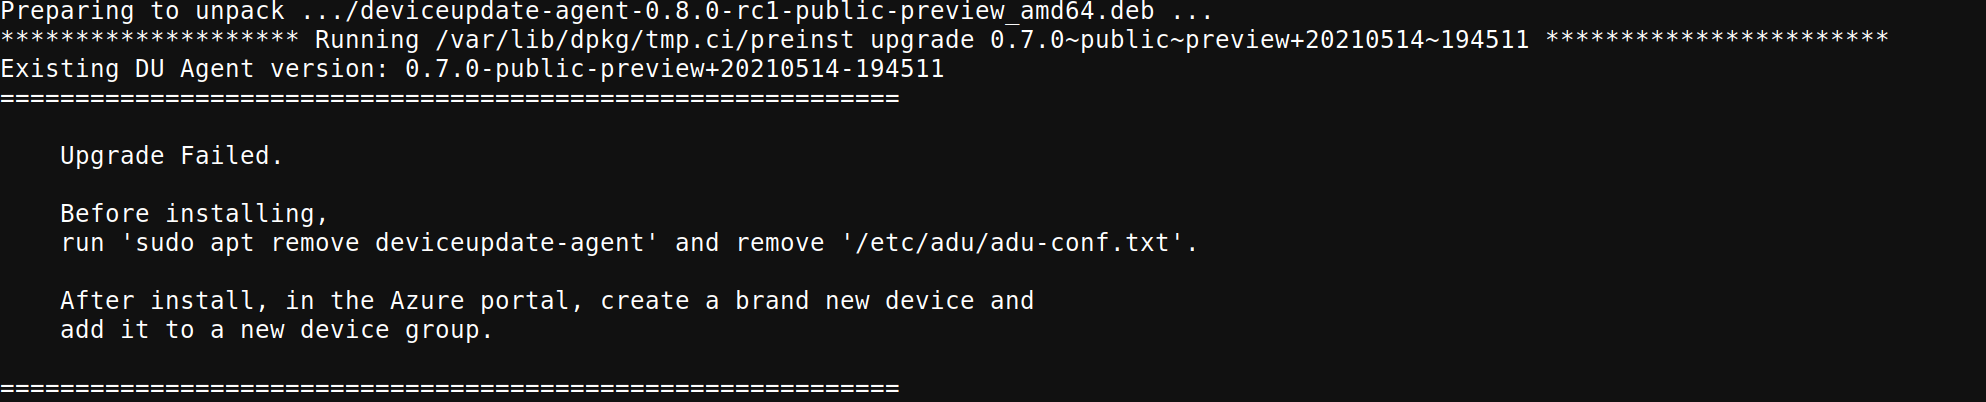 Preparing to unpack .../deviceupdate-agent-0.8.0-rc1-public-preview_amd64.deb ...
******************** Running /var/lib/dpkg/tmp.ci/preinst upgrade 0.7.0~public~preview+20210514~194511 ***********************
Existing DU Agent version: 0.7.0-public-preview+20210514-194511
============================================================
Upgrade Failed.
Before installing,
run 'sudo apt remove deviceupdate-agent' and remove '/etc/adu/adu-conf.txt'.
After install, in the Azure portal, create a brand new device and
add it to a new device group.
============================================================